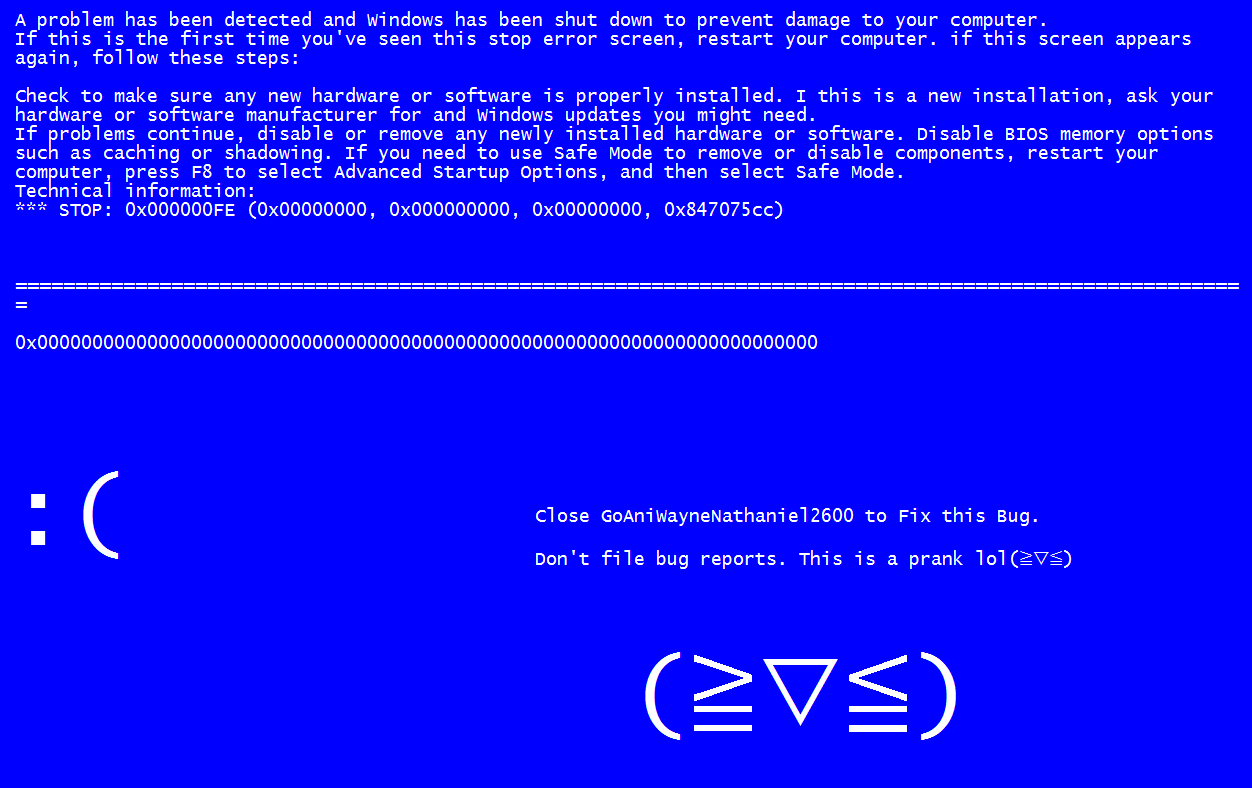 A problem has been detected and Windows has been shut down to prevent damage to your computer.
If this is the first time you've seen this stop error screen, restart your computer. if this screen appears
again, follow these steps:
Check to make sure any new hardware or software is properly installed. I this is a new installation, ask your
hardware or software manufacturer for and Windows updates you might need.
If problems continue, disable or remove any newly installed hardware or software. Disable BIOS memory options
such as caching or shadowing. If you need to use Safe Mode to remove or disable components, restart your
computer, press F8 to select Advanced Startup Options, and then select Safe Mode.
Technical information:
*** STOP: 0x000000FE (0x00000000, 0x000000000, 0x00000000, 0x847075cc)
======================================================================================================
=
0x00000000000000000000000000000000000000000000000000000000000000000000000
:(
Close GoAniWayneNathaniel2600 to Fix this Bug.
Don't file bug reports. This is a prank lol(≧▽≦)
(≧▽≦)